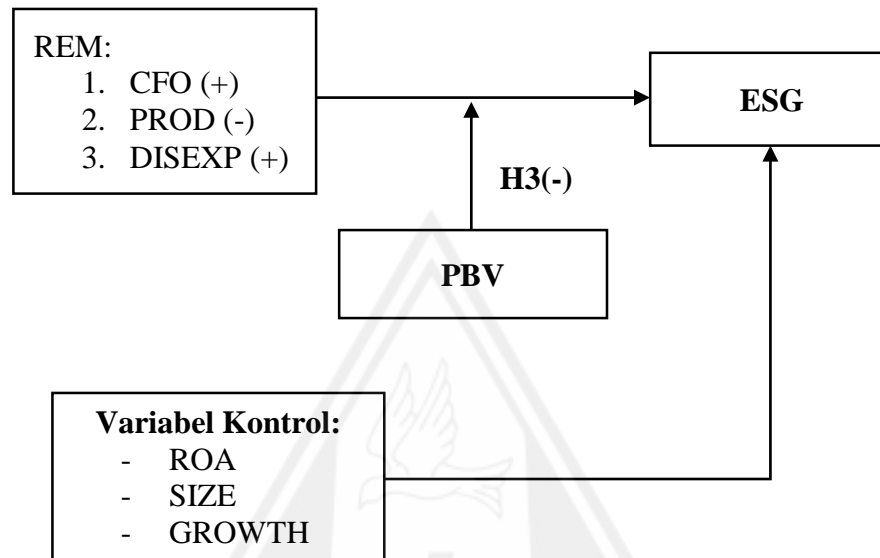 REM:
1. CFO (+)
2. PROD (-)
3. DISEXP (+)
ESG
H3(-)
PBV
Variabel Kontrol:
- ROA
- SIZE
- GROWTH